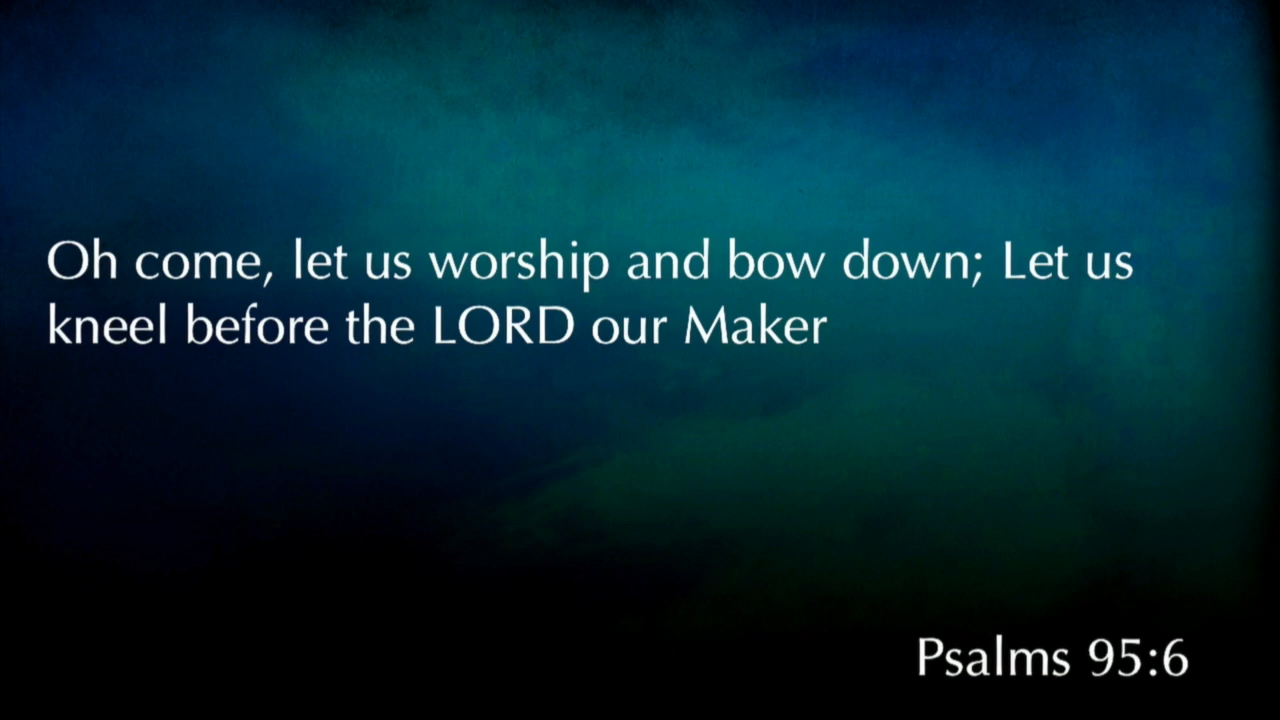 Oh come, let us worship and bow down; Let us
kneel before the LORD our Maker
Psalms 95:6